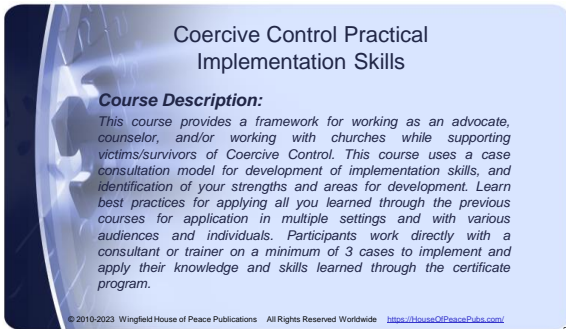 Coercive Control Practical
Implementation Skills
Course Description:
This course provides a framework for working as an advocate,
counselor, and/or working with churches while supporting
victims/survivors of Coercive Control. This course uses a case
consultation model for development of implementation skills, and
identification of your strengths and areas for development. Learn
best practices for applying all you learned through the previous
courses for application in multiple settings and with various
audiences and individuals. Participants work directly with a
consultant or trainer on a minimum of 3 cases to implement and
apply their knowledge and skills learned through the certificate
program.
© 2010-2023 Wingfield House of Peace Publications All Rights Reserved Worldwide https://HouseOfPeacePubs.com/